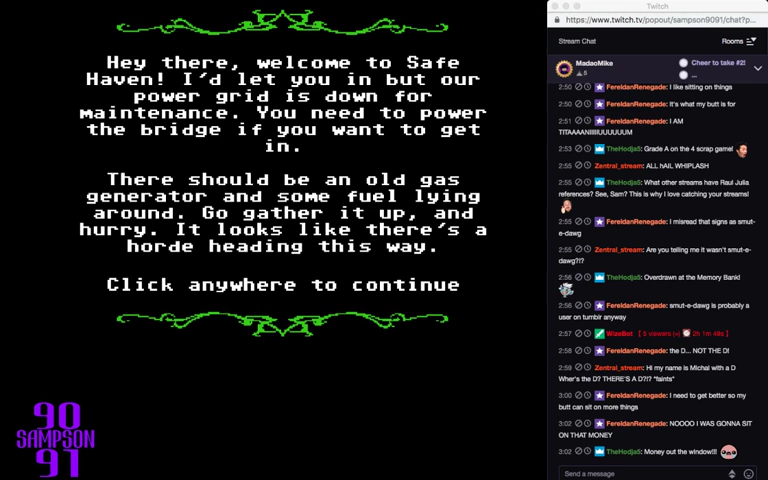 Hey there, welcome to Safe
Haven! I'd let you in but our
power grid is down for
maintenance. You need to power
the bridge if you want to get
in.
There should be an old gas
generator and some fuel lying
around. Go gather it up, and
hurry. It looks like there's a
horde heading this way.
Click anywhere to continue
90
SAMPSON
91
Twitch
https://www.twitch.tv/popout/sampson9091/chat?p...
Stream Chat
Rooms
MadaoMike
6
Cheer to take #2!
...
2:50 FereldanRenegade: I like sitting on things
2:50 FereldanRenegade: It's what my butt is for
2:51 FereldanRenegade: I AM
TITAAANIIIIUUUUUUM
2:53 TheHodja5: Grade A on the 4 scrap game!
2:55 Zentral_stream: ALL hAIL WHIPLASH
2:55 TheHodja5: What other streams have Raul Julia
references? See, Sam? This is why I love catching your streams!
2:55 FereldanRenegade: I misread that signs as smut-
e-dawg
2:55 Zentral_stream: Are you telling me it wasn't smut-e-
dawg?!?
2:56 TheHodja5: Overdrawn at the Memory Bank!
2:56 FereldanRenegade: smut-e-dawg is probably a
user on tumblr anyway
2:57 WizeBot: [ 5 viewers (=) 2h 1m 49s ]
2:58 FereldanRenegade: the D... NOT THE D!
2:59 Zentral_stream: Hi my name is Michal with a D
Wher's the D? THERE'S A D?!? *faints*
3:00 FereldanRenegade: I need to get better so my
butt can sit on more things
3:02 FereldanRenegade: NOOOO I WAS GONNA SIT
ON THAT MONEY
3:02 TheHodja5: Money out the window!!!
Send a message